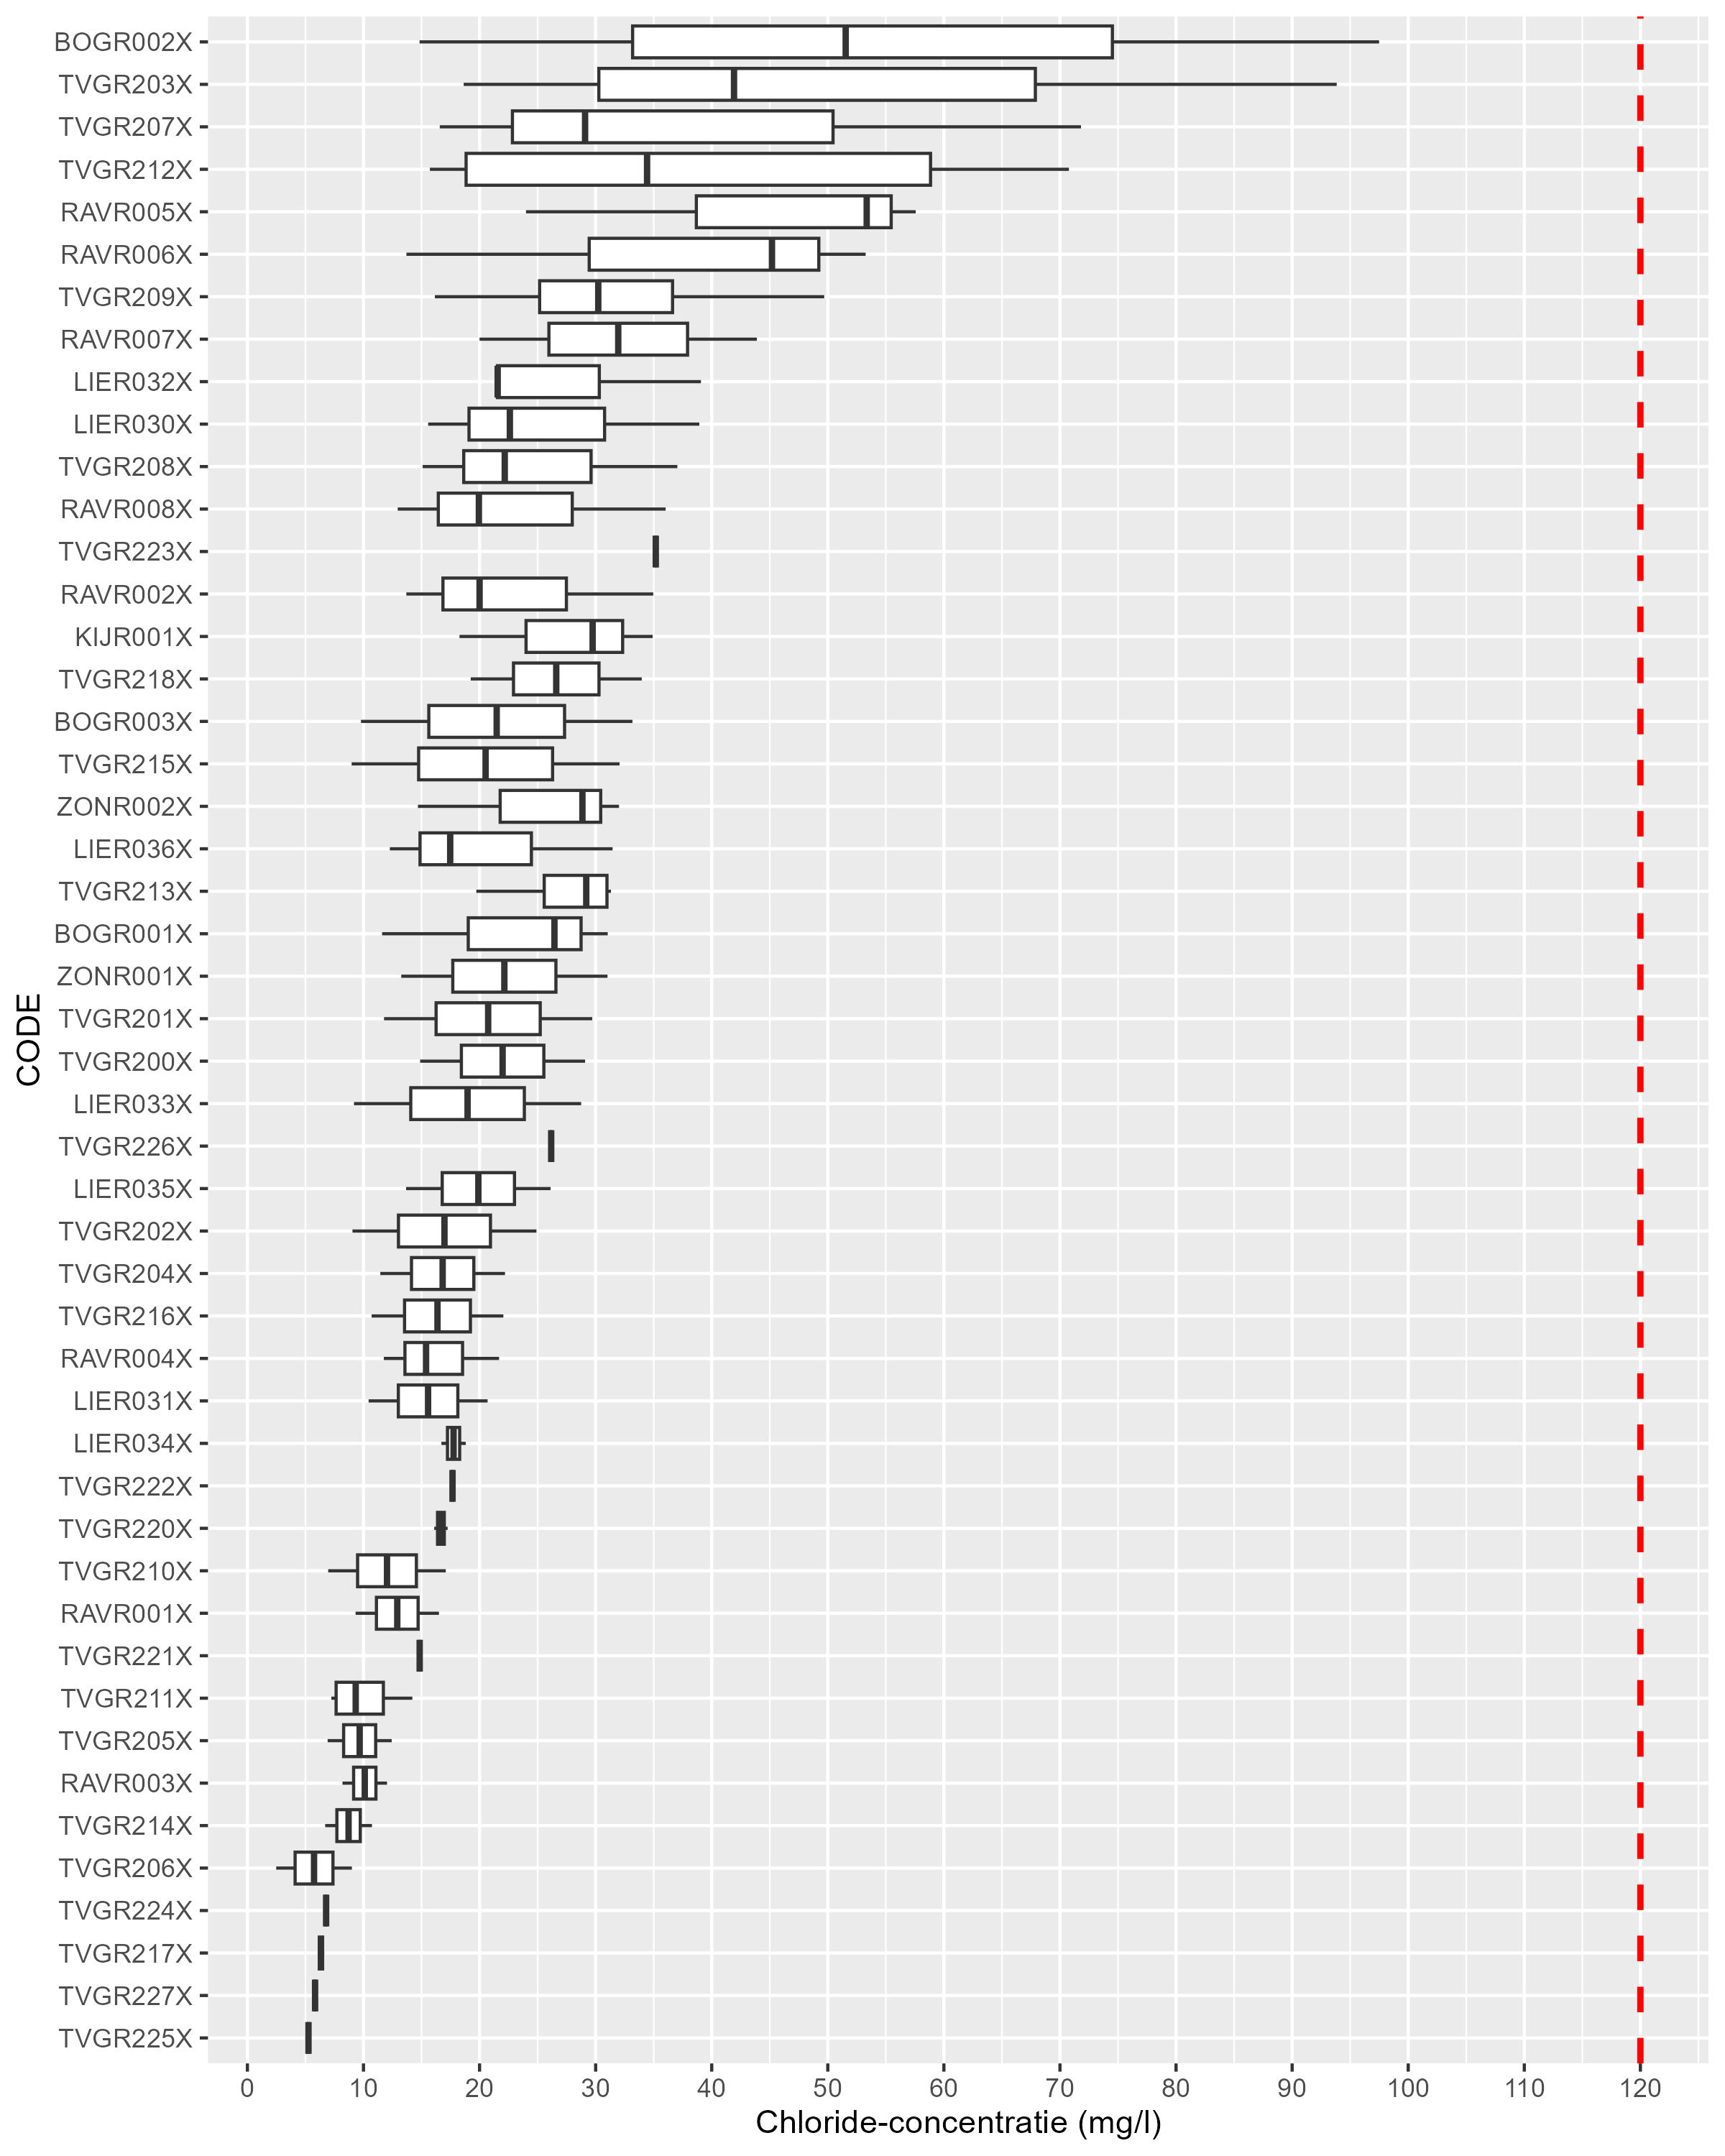 BOGR002X
TVGR203X
TVGR207X
TVGR212X
RAVR005X
RAVR006X
TVGR209X
RAVR007X
LIER032X
LIER030X
TVGR208X
RAVR008X
TVGR223X
RAVR002X
KIJR001X
TVGR218X
BOGR003X
TVGR215X
ZONR002X
LIER036X
TVGR213X
BOGR001X
ZONR001X
TVGR201X
TVGR200X
LIER033X
TVGR226X
LIER035X
TVGR202X
TVGR204X
TVGR216X
RAVR004X
LIER031X
LIER034X
TVGR222X
TVGR220X
TVGR210X
RAVR001X
TVGR221X
TVGR211X
TVGR205X
RAVR003X
TVGR214X
TVGR206X
TVGR224X
TVGR217X
TVGR227X
TVGR225X
CODE
0 10 20 30 40 50 60 70 80 90 100 110 120
Chloride-concentratie (mg/l)